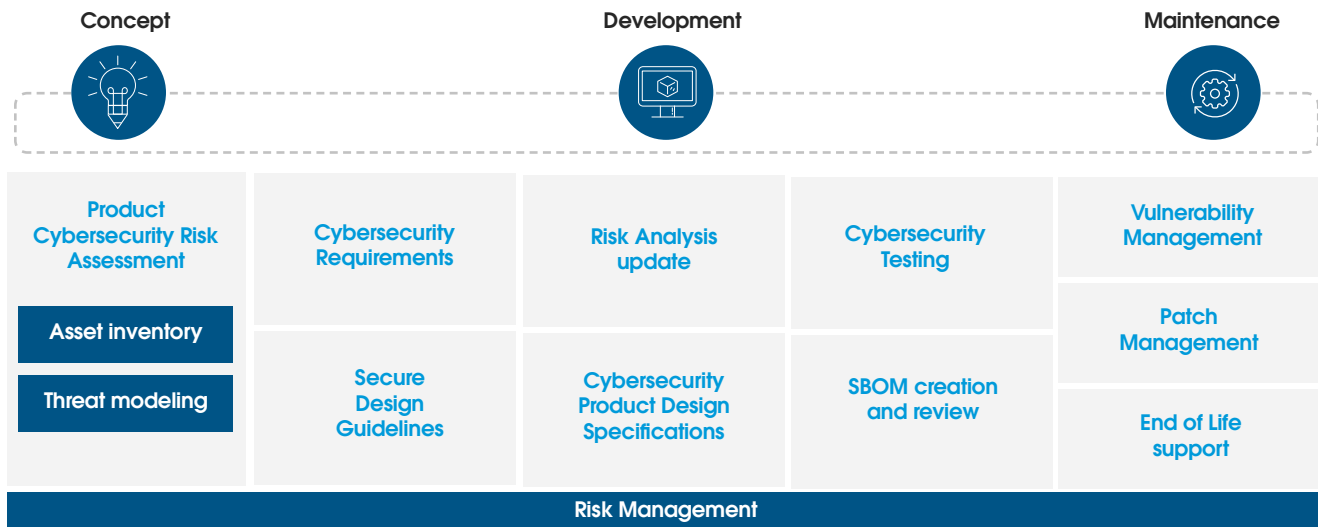 Concept
Development
Maintenance
Product
Cybersecurity Risk
Assessment
Asset inventory
Threat modeling
Cybersecurity
Requirements
Secure
Design
Guidelines
Risk Analysis
update
Cybersecurity
Product Design
Specifications
Cybersecurity
Testing
SBOM creation
and review
Vulnerability
Management
Patch
Management
End of Life
support
Risk Management